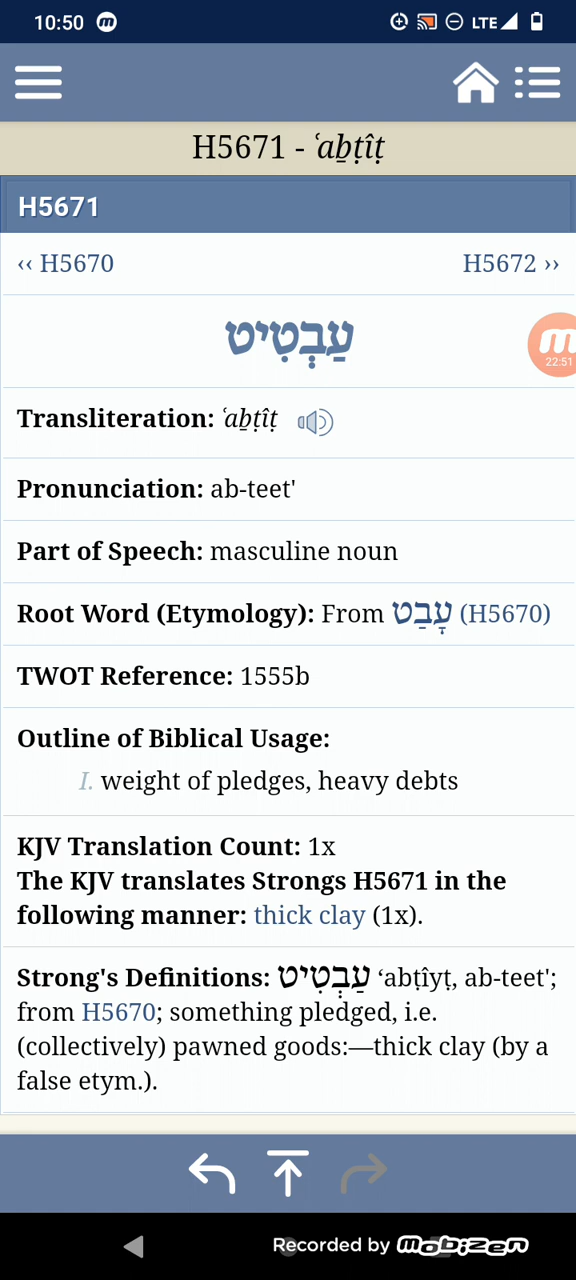 10:50 m LTE
H5671 - ʿaḇṭîṭ
H5671
‹‹ H5670 H5672 ››
עַבְטִיט
m
22:51
Transliteration: ʿaḇṭîṭ
Pronunciation: ab-teet'
Part of Speech: masculine noun
Root Word (Etymology): From עָבַט (H5670)
TWOT Reference: 1555b
Outline of Biblical Usage:
I. weight of pledges, heavy debts
KJV Translation Count: 1x
The KJV translates Strongs H5671 in the
following manner: thick clay (1x).
Strong's Definitions: עַבְטִיט ʻabṭîyṭ, ab-teet';
from H5670; something pledged, i.e.
(collectively) pawned goods:—thick clay (by a
false etym.).
Recorded by mobizen